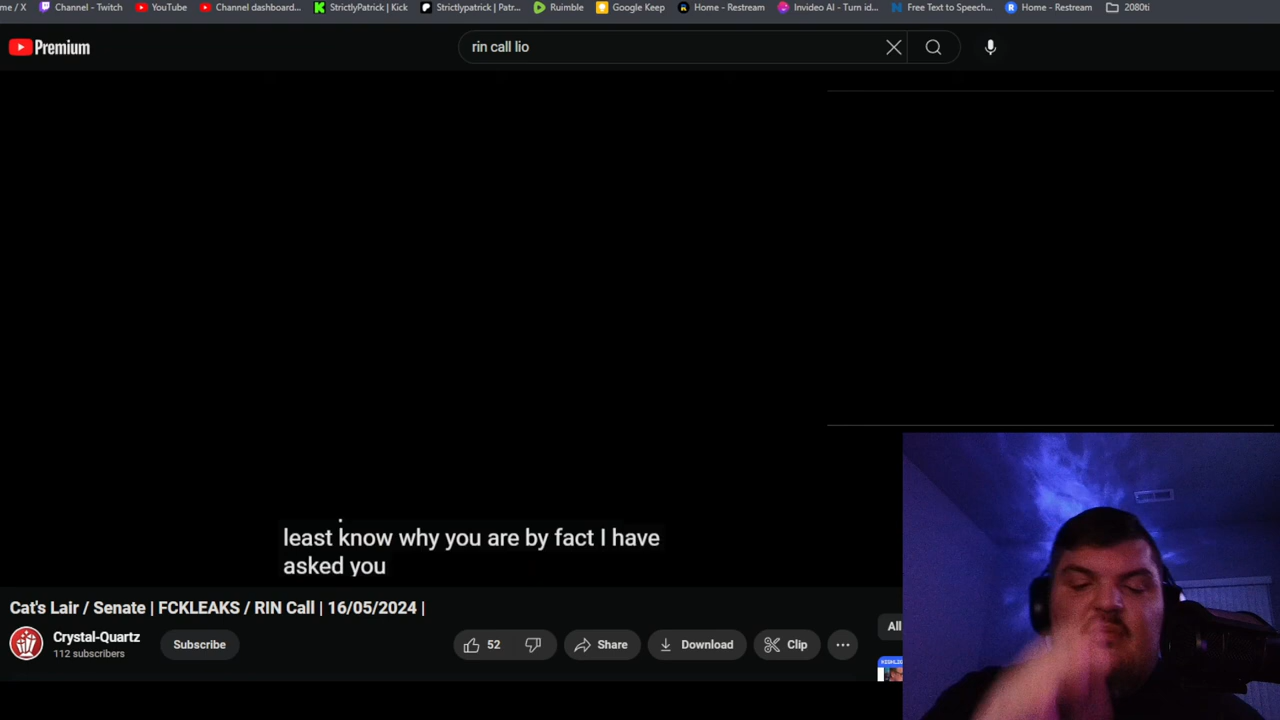 me / X
Channel - Twitch
YouTube
Channel dashboard...
StrictlyPatrick | Kick
Strictlypatrick | Patr...
Rumble
Google Keep
Home - Restream
Invideo AI - Turn id...
Free Text to Speech...
Home - Restream
2080ti
Premium
rin call lio
least know why you are by fact I have
asked you
Cat's Lair / Senate | FCKLEAKS / RIN Call | 16/05/2024 |
Crystal-Quartz
112 subscribers
Subscribe
52
Share
Download
Clip
All